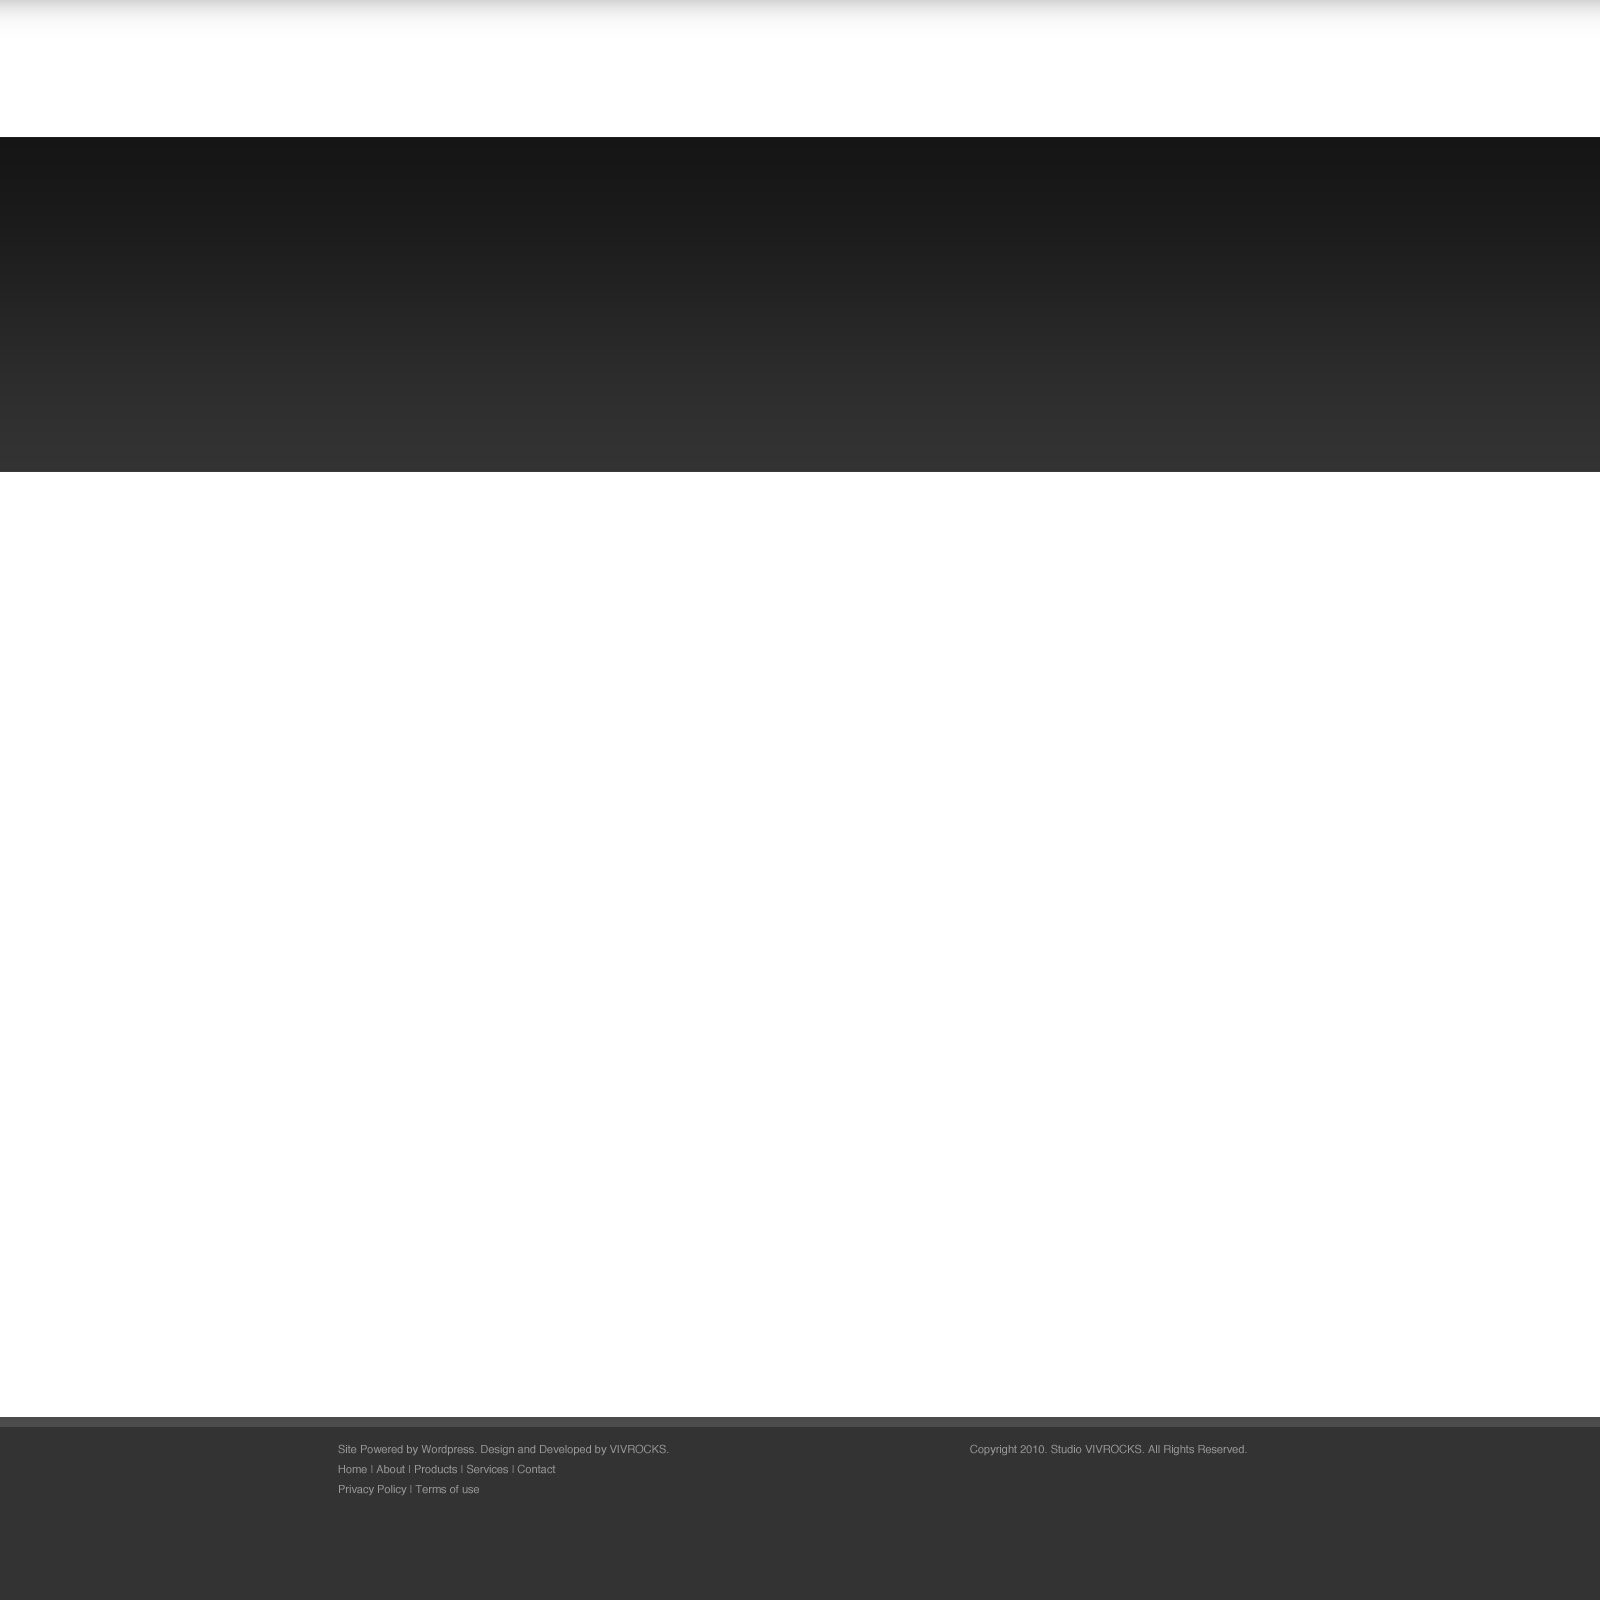 Site Powered by Wordpress. Design and Developed by VIVROCKS.
Copyright 2010. Studio VIVROCKS. All Rights Reserved.
Home | About | Products | Services | Contact
Privacy Policy | Terms of use